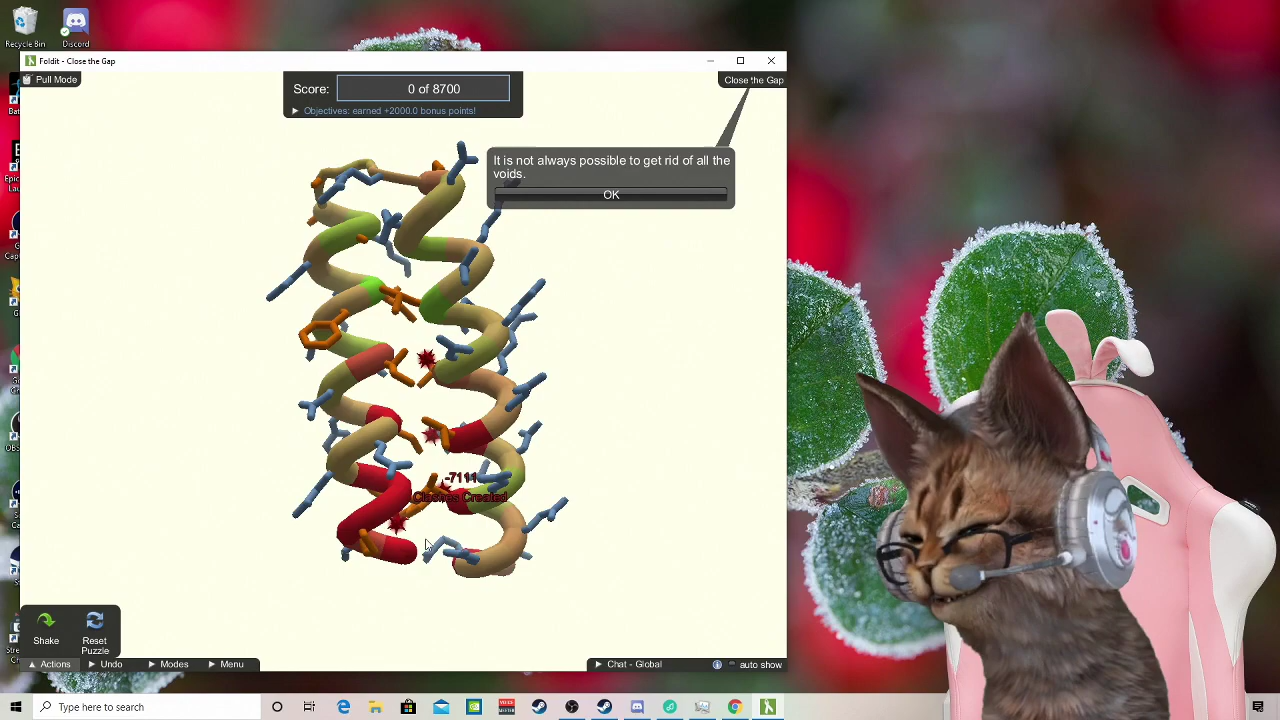 Recycle Bin
Discord
Foldit - Close the Gap
Pull Mode
Score:
0 of 8700
Objectives: earned +2000.0 bonus points!
Close the Gap
It is not always possible to get rid of all the
voids.
OK
-7111
Clashes Created
Shake
Reset
Puzzle
Actions
Undo
Modes
Menu
Chat - Global
auto show
Type here to search